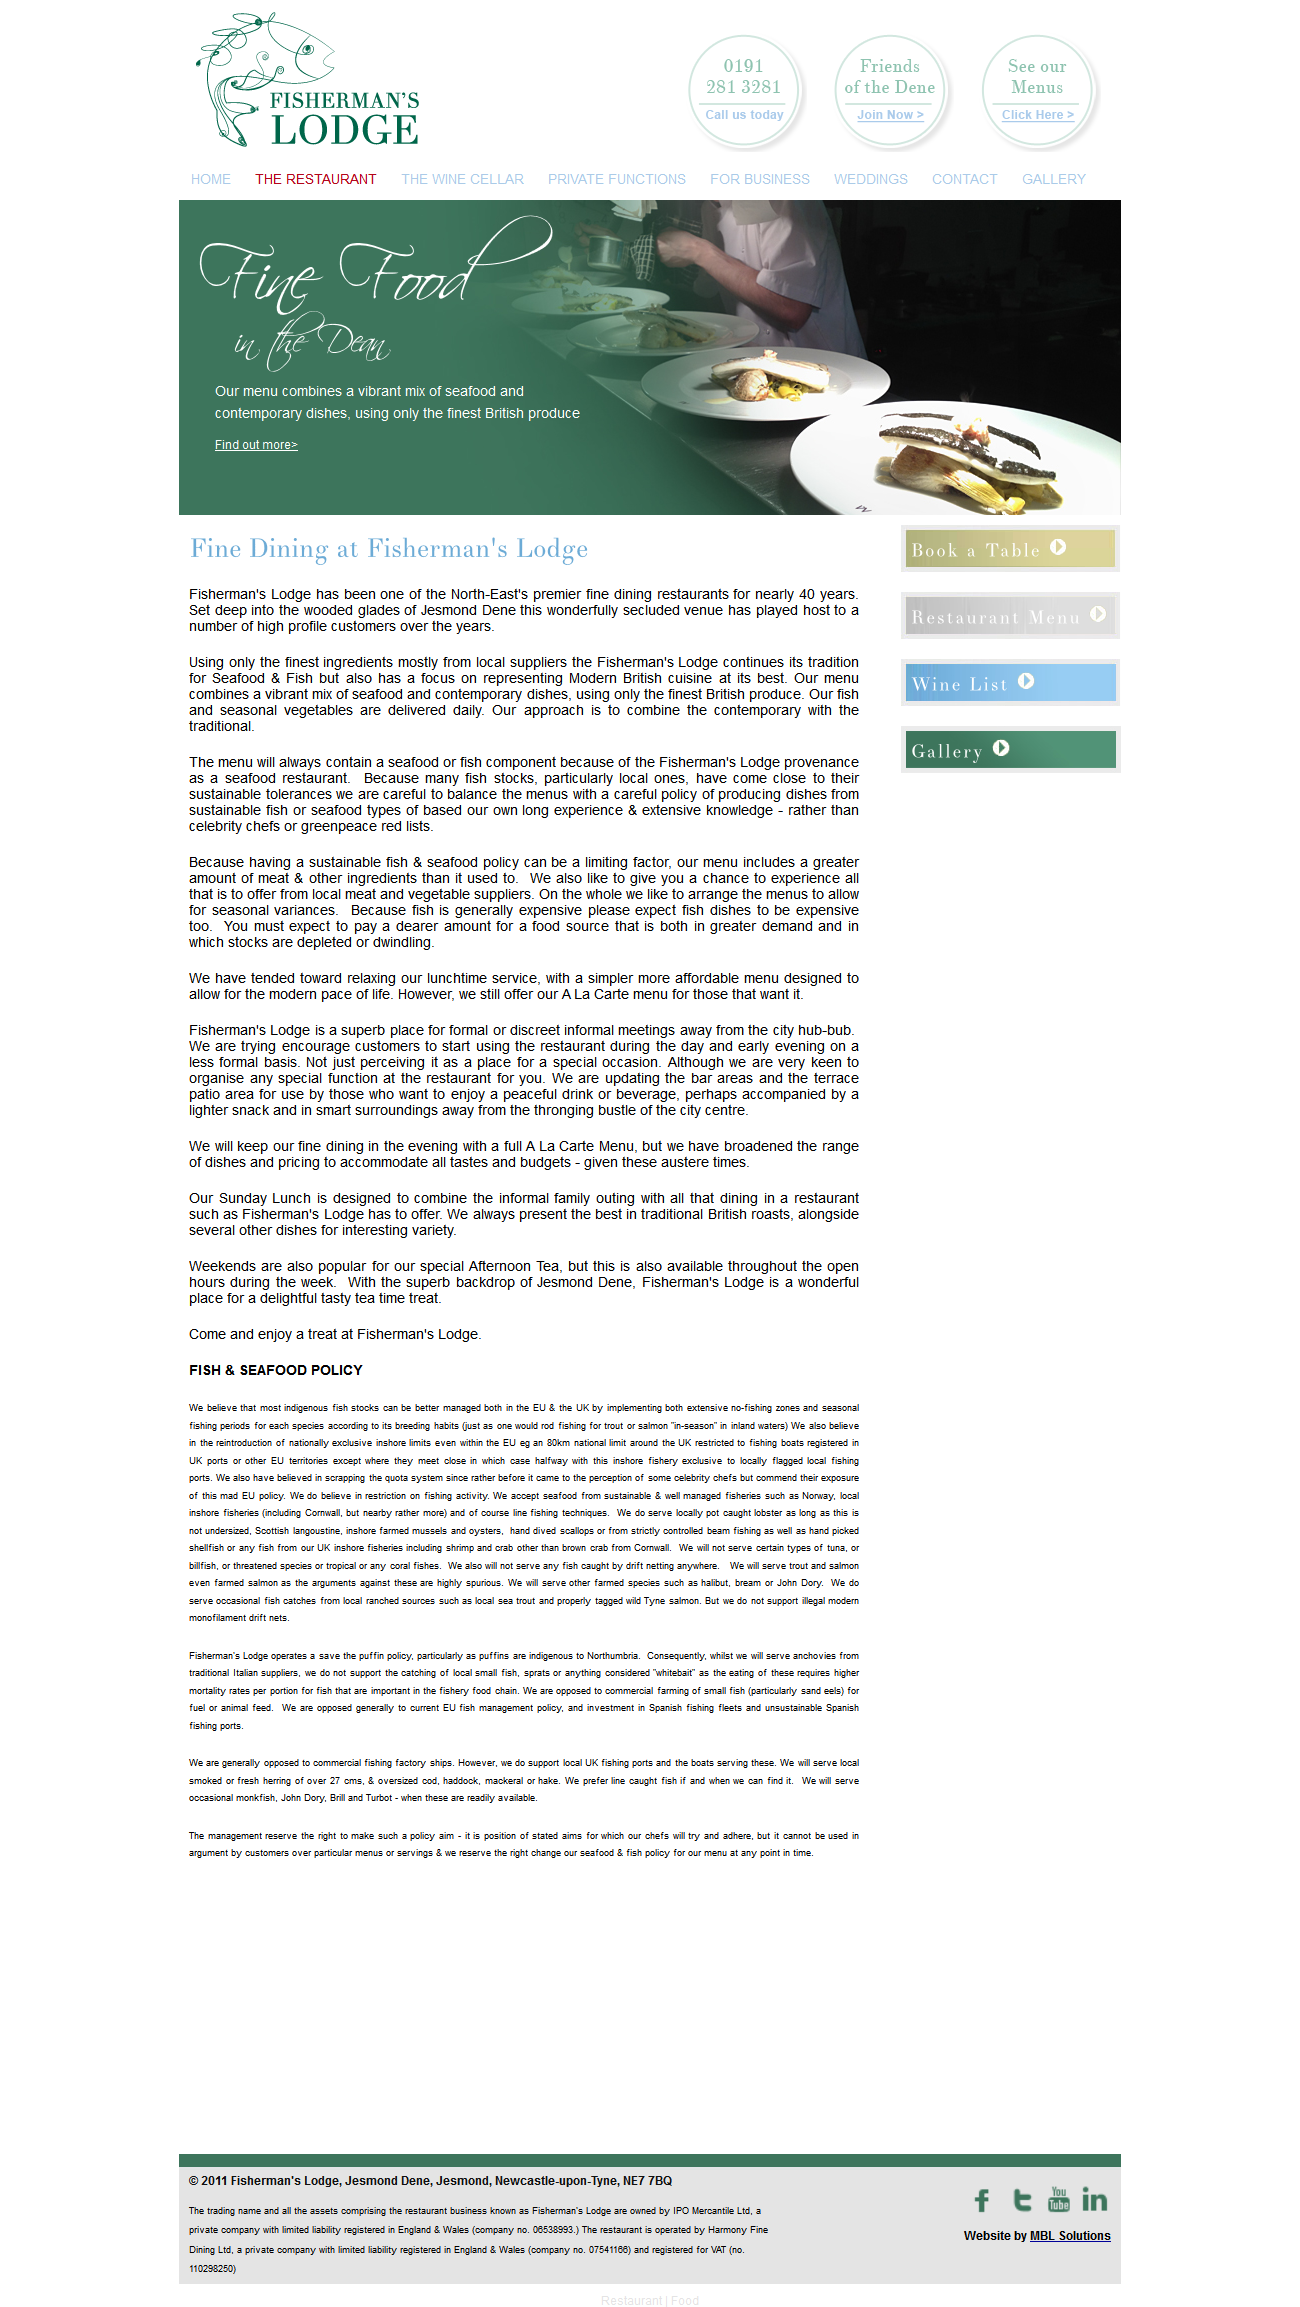 FISHERMAN'S
LODGE
0191
281 3281
Call us today
Friends
of the Dene
Join Now >
See our
Menus
Click Here >
HOME THE RESTAURANT THE WINE CELLAR PRIVATE FUNCTIONS FOR BUSINESS WEDDINGS CONTACT GALLERY
Fine Food
in the Dean
Our menu combines a vibrant mix of seafood and
contemporary dishes, using only the finest British produce
Find out more>
Fine Dining at Fisherman's Lodge
Fisherman's Lodge has been one of the North-East's premier fine dining restaurants for nearly 40 years.
Set deep into the wooded glades of Jesmond Dene this wonderfully secluded venue has played host to a
number of high profile customers over the years.
Using only the finest ingredients mostly from local suppliers the Fisherman's Lodge continues its tradition
for Seafood & Fish but also has a focus on representing Modern British cuisine at its best. Our menu
combines a vibrant mix of seafood and contemporary dishes, using only the finest British produce. Our fish
and seasonal vegetables are delivered daily. Our approach is to combine the contemporary with the
traditional.
The menu will always contain a seafood or fish component because of the Fisherman's Lodge provenance
as a seafood restaurant. Because many fish stocks, particularly local ones, have come close to their
sustainable tolerances we are careful to balance the menus with a careful policy of producing dishes from
sustainable fish or seafood types of based our own long experience & extensive knowledge - rather than
celebrity chefs or greenpeace red lists.
Because having a sustainable fish & seafood policy can be a limiting factor, our menu includes a greater
amount of meat & other ingredients than it used to. We also like to give you a chance to experience all
that is to offer from local meat and vegetable suppliers. On the whole we like to arrange the menus to allow
for seasonal variances. Because fish is generally expensive please expect fish dishes to be expensive
too. You must expect to pay a dearer amount for a food source that is both in greater demand and in
which stocks are depleted or dwindling.
We have tended toward relaxing our lunchtime service, with a simpler more affordable menu designed to
allow for the modern pace of life. However, we still offer our A La Carte menu for those that want it.
Fisherman's Lodge is a superb place for formal or discreet informal meetings away from the city hub-bub.
We are trying encourage customers to start using the restaurant during the day and early evening on a
less formal basis. Not just perceiving it as a place for a special occasion. Although we are very keen to
organise any special function at the restaurant for you. We are updating the bar areas and the terrace
patio area for use by those who want to enjoy a peaceful drink or beverage, perhaps accompanied by a
lighter snack and in smart surroundings away from the thronging bustle of the city centre.
We will keep our fine dining in the evening with a full A La Carte Menu, but we have broadened the range
of dishes and pricing to accommodate all tastes and budgets - given these austere times.
Our Sunday Lunch is designed to combine the informal family outing with all that dining in a restaurant
such as Fisherman's Lodge has to offer. We always present the best in traditional British roasts, alongside
several other dishes for interesting variety.
Weekends are also popular for our special Afternoon Tea, but this is also available throughout the open
hours during the week. With the superb backdrop of Jesmond Dene, Fisherman's Lodge is a wonderful
place for a delightful tasty tea time treat.
Come and enjoy a treat at Fisherman's Lodge.
FISH & SEAFOOD POLICY
We believe that most indigenous fish stocks can be better managed both in the EU & the UK by implementing both extensive no-fishing zones and seasonal
fishing periods for each species according to its breeding habits (just as one would rod fishing for trout or salmon "in-season" in inland waters) We also believe
in the reintroduction of nationally exclusive inshore limits even within the EU eg an 80km national limit around the UK restricted to fishing boats registered in
UK ports or other EU territories except where they meet close in which case halfway with this inshore fishery exclusive to locally flagged local fishing
ports. We also have believed in scrapping the quota system since rather before it came to the perception of some celebrity chefs but commend their exposure
of this mad EU policy. We do believe in restriction on fishing activity. We accept seafood from sustainable & well managed fisheries such as Norway, local
inshore fisheries (including Cornwall, but nearby rather more) and of course line fishing techniques. We do serve locally pot caught lobster as long as this is
not undersized, Scottish langoustine, inshore farmed mussels and oysters, hand dived scallops or from strictly controlled beam fishing as well as hand picked
shellfish or any fish from our UK inshore fisheries including shrimp and crab other than brown crab from Cornwall. We will not serve certain types of tuna, or
billfish, or threatened species or tropical or any coral fishes. We also will not serve any fish caught by drift netting anywhere. We will serve trout and salmon
even farmed salmon as the arguments against these are highly spurious. We will serve other farmed species such as halibut, bream or John Dory. We do
serve occasional fish catches from local ranched sources such as local sea trout and properly tagged wild Tyne salmon. But we do not support illegal modern
monofilament drift nets.
Fisherman's Lodge operates a save the puffin policy, particularly as puffins are indigenous to Northumbria. Consequently, whilst we will serve anchovies from
traditional Italian suppliers, we do not support the catching of local small fish, sprats or anything considered "whitebait" as the eating of these requires higher
mortality rates per portion for fish that are important in the fishery food chain. We are opposed to commercial farming of small fish (particularly sand eels) for
fuel or animal feed. We are opposed generally to current EU fish management policy, and investment in Spanish fishing fleets and unsustainable Spanish
fishing ports.
We are generally opposed to commercial fishing factory ships. However, we do support local UK fishing ports and the boats serving these. We will serve local
smoked or fresh herring of over 27 cms, & oversized cod, haddock, mackeral or hake. We prefer line caught fish if and when we can find it. We will serve
occasional monkfish, John Dory, Brill and Turbot - when these are readily available.
The management reserve the right to make such a policy aim - it is position of stated aims for which our chefs will try and adhere, but it cannot be used in
argument by customers over particular menus or servings & we reserve the right change our seafood & fish policy for our menu at any point in time.
Book a Table
Restaurant Menu
Wine List
Gallery
© 2011 Fisherman's Lodge, Jesmond Dene, Jesmond, Newcastle-upon-Tyne, NE7 7BQ
The trading name and all the assets comprising the restaurant business known as Fisherman's Lodge are owned by IPO Mercantile Ltd, a
private company with limited liability registered in England & Wales (company no. 06538993.) The restaurant is operated by Harmony Fine
Dining Ltd, a private company with limited liability registered in England & Wales (company no. 07541166) and registered for VAT (no.
110298250)
You Tube
Website by MBL Solutions
Restaurant | Food